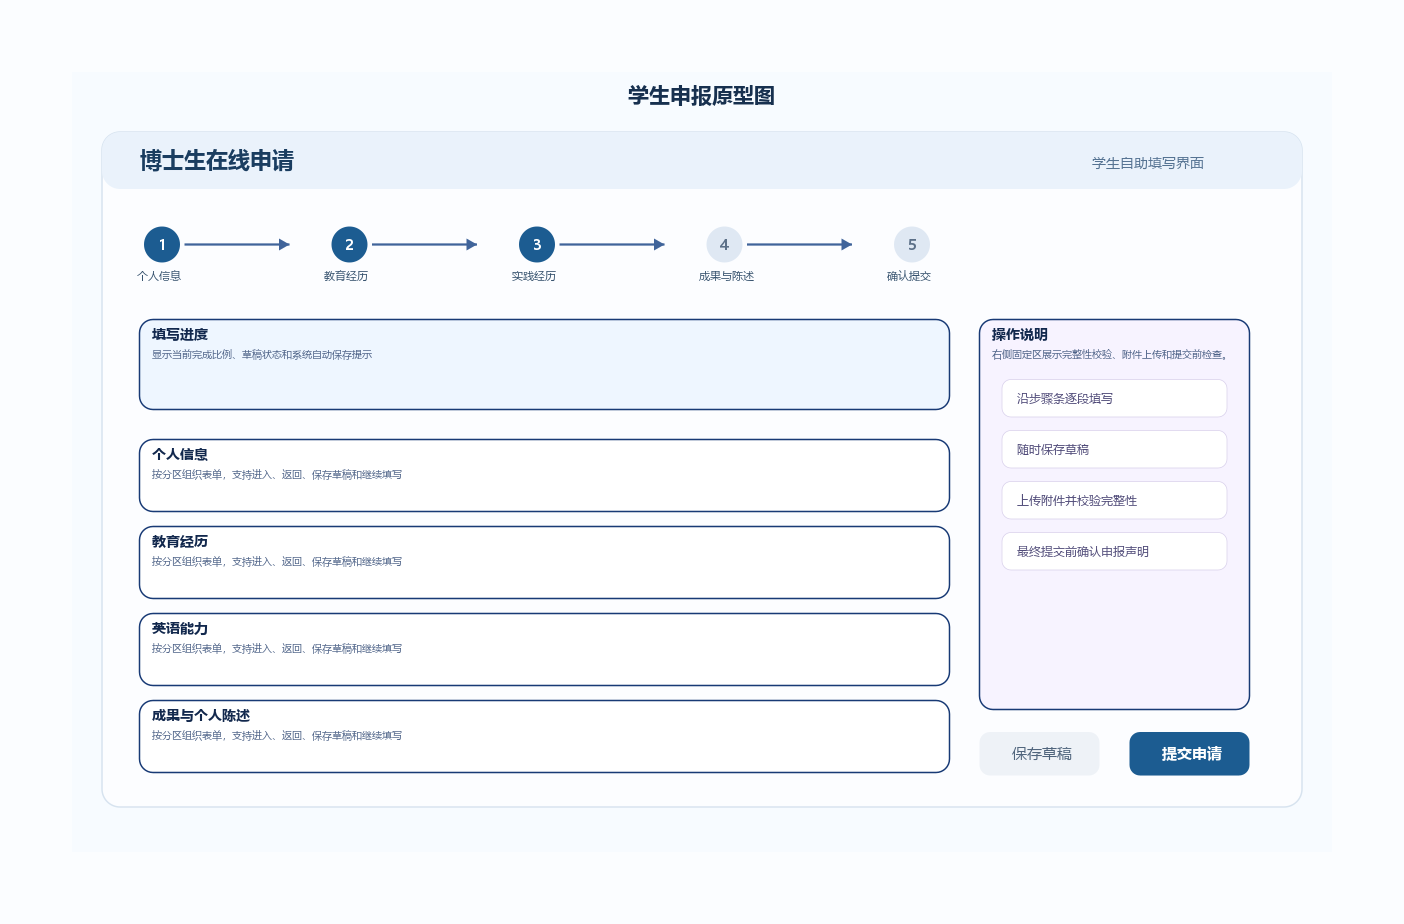 学生申报原型图
博士生在线申请
学生自助填写界面
1
2
3
4
5
个人信息
教育经历
实践经历
成果与陈述
确认提交
填写进度
显示当前完成比例、草稿状态和系统自动保存提示
个人信息
按分区组织表单，支持进入、返回、保存草稿和继续填写
教育经历
按分区组织表单，支持进入、返回、保存草稿和继续填写
英语能力
按分区组织表单，支持进入、返回、保存草稿和继续填写
成果与个人陈述
按分区组织表单，支持进入、返回、保存草稿和继续填写
操作说明
右侧固定区展示完整性校验、附件上传和提交前检查。
沿步骤条逐段填写
随时保存草稿
上传附件并校验完整性
最终提交前确认申报声明
保存草稿
提交申请